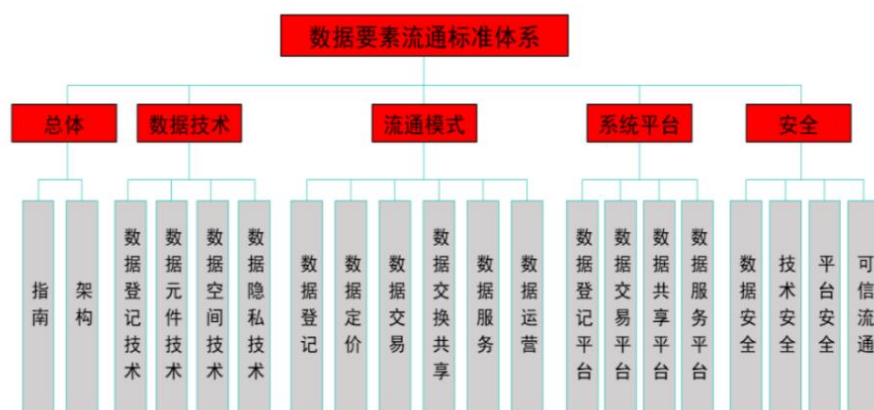 数据要素流通标准体系
总体
数据技术
流通模式
系统平台
安全
指南
架构
数据登记技术
数据元件技术
数据空间技术
数据隐私技术
数据登记
数据定价
数据交易
数据交换共享
数据服务
数据运营
数据登记平台
数据交易平台
数据共享平台
数据服务平台
数据安全
技术安全
平台安全
可信流通